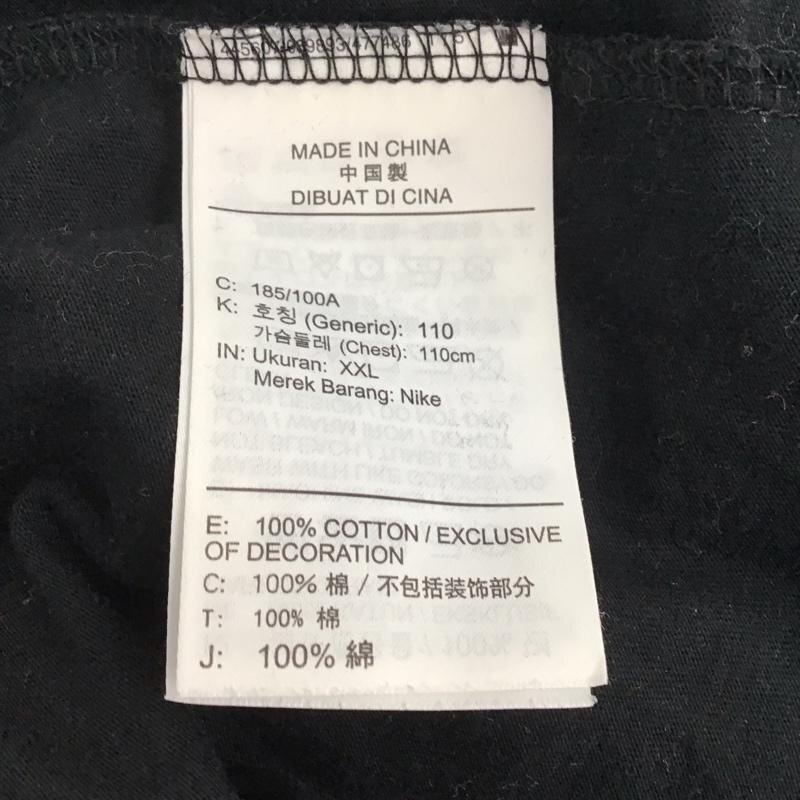 MADE IN CHINA
中国製
DIBUAT DI CINA
C: 185/100A
K: 호칭 (Generic): 110
가슴둘레 (Chest): 110cm
IN: Ukuran: XXL
Merek Barang: Nike
E: 100% COTTON / EXCLUSIVE
OF DECORATION
C: 100% 棉 / 不包括装饰部分
T: 100% 棉
J: 100% 綿